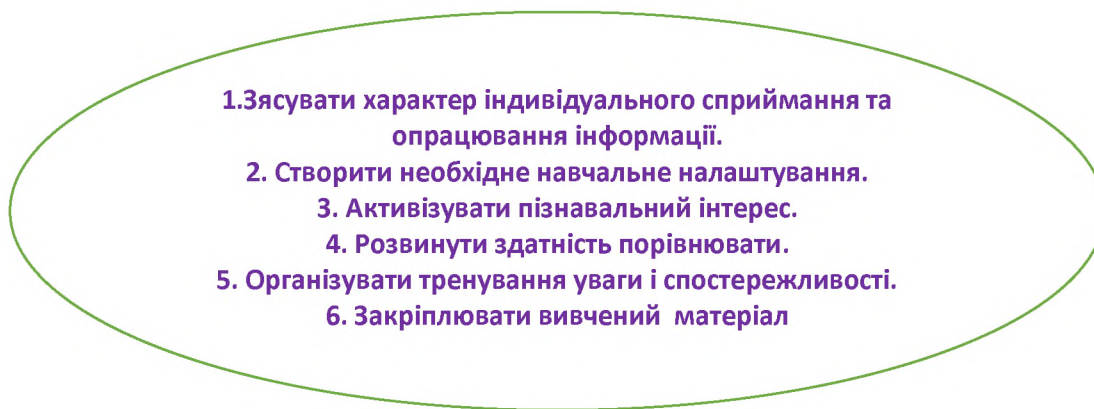 1.Зясувати характер індивідуального сприймання та
опрацювання інформації.
2. Створити необхідне навчальне налаштування.
3. Активізувати пізнавальний інтерес.
4. Розвинути здатність порівнювати.
5. Організувати тренування уваги і спостережливості.
6. Закріплювати вивчений матеріал